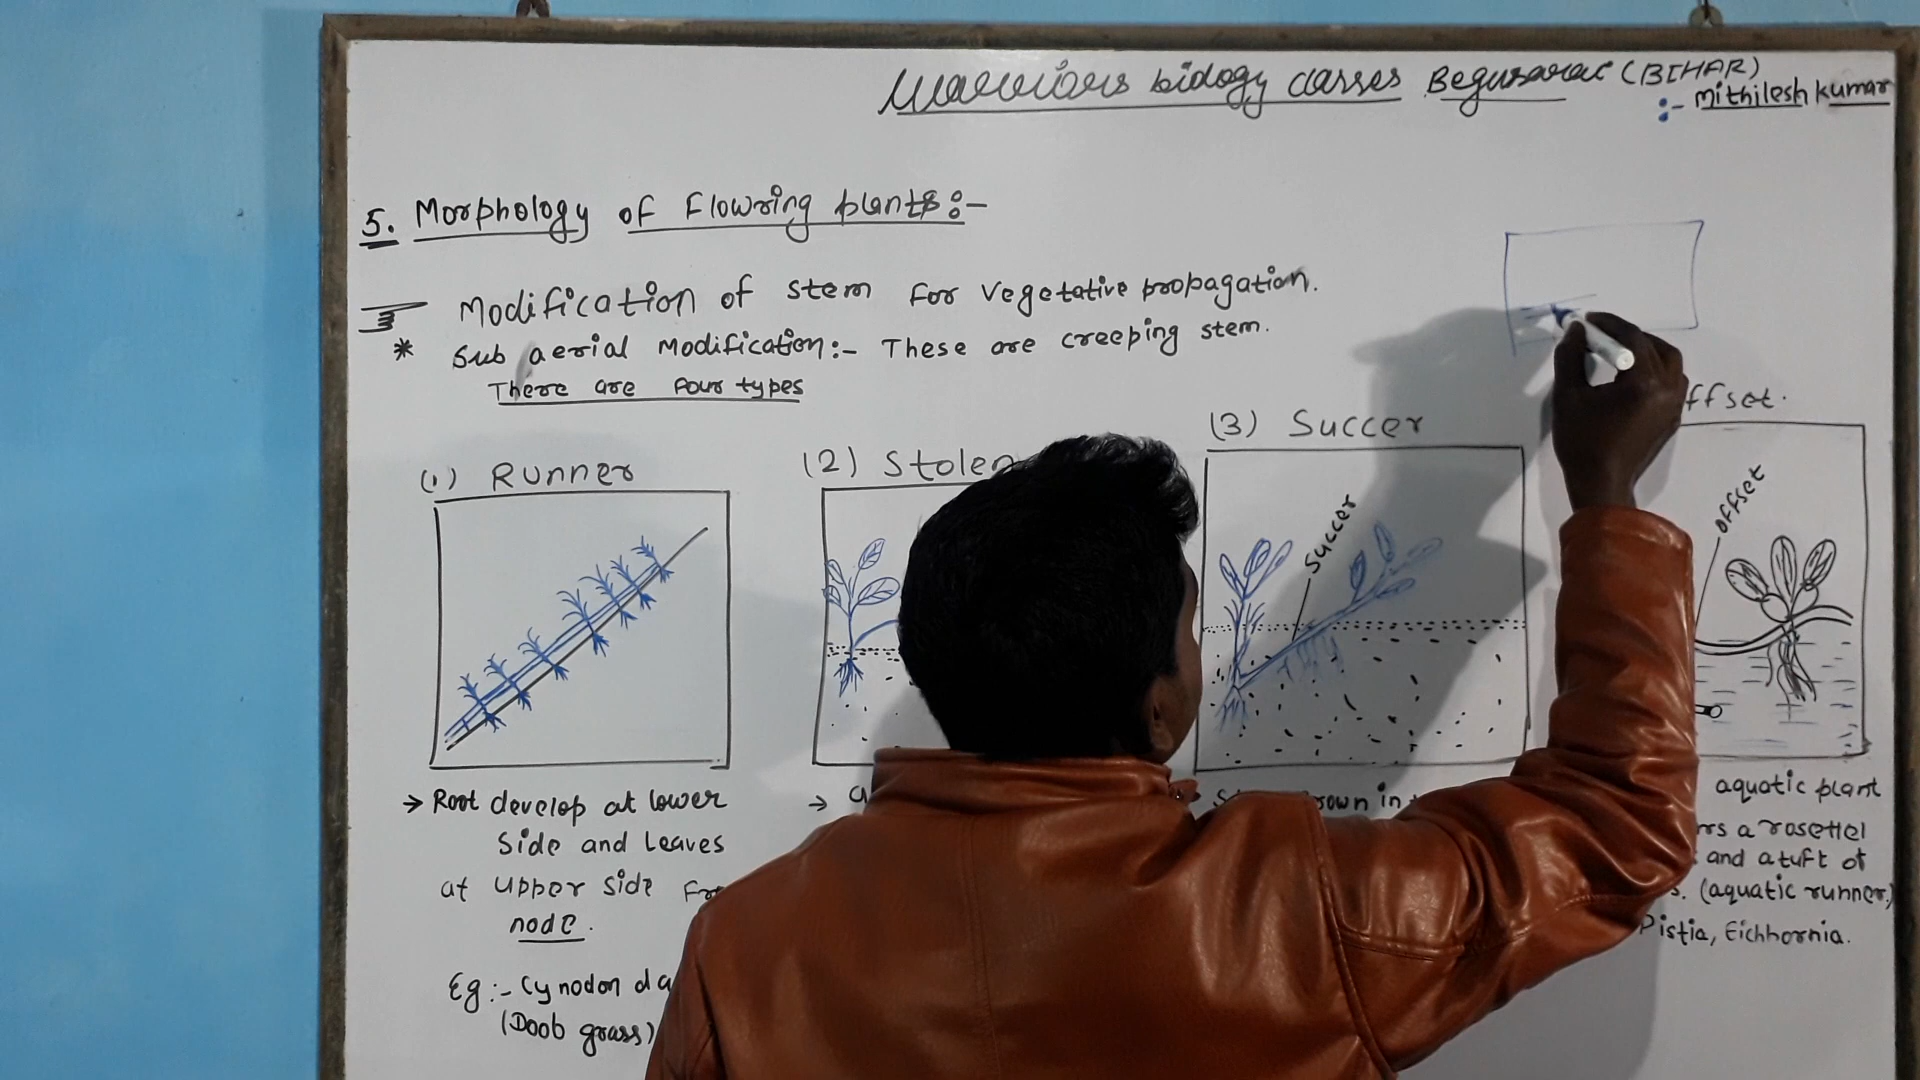 biology classes Begusarai (BIHAR)
:- Mithilesh kumar
5. Morphology of Flowring plants:-
Modification of stem for vegetative propagation.
* Sub aerial Modification:- These are creeping stem.
There are four types
(1) Runner
(2) Stolen
(3) Succer
ffset.
Succer
offset
→ Root develop at lower
side and leaves
at upper side
node.
Eg:- Cynodon da
(Doob grass)
→
rown in
aquatic plant
rs a rosettel
and a tuft of
s. (aquatic runner)
Pistia, Eichhornia.